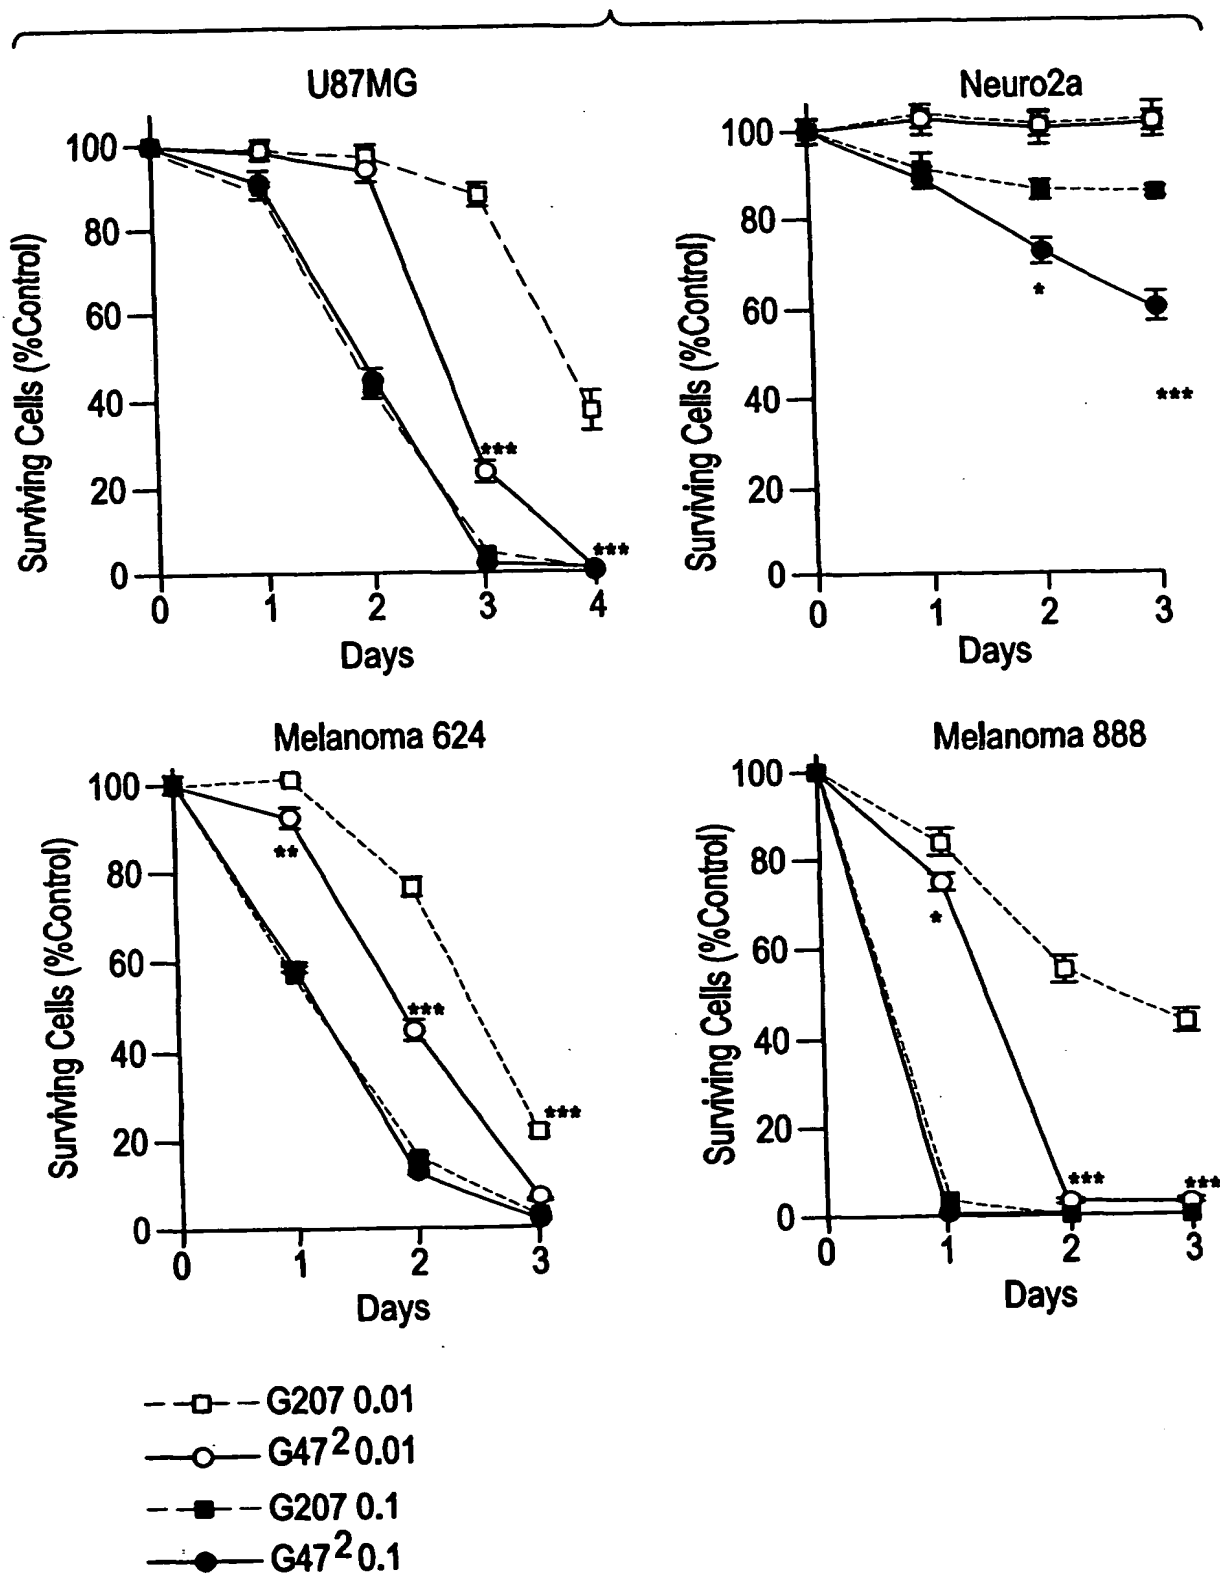 U87MG
Surviving Cells (%Control)
100
80
60
40
20
0
***
***
0 1 2 3 4
Days
Neuro2a
Surviving Cells (%Control)
100
80
60
40
20
0
*
***
0 1 2 3
Days
Melanoma 624
Surviving Cells (%Control)
100
80
60
40
20
0
**
***
***
0 1 2 3
Days
Melanoma 888
Surviving Cells (%Control)
100
80
60
40
20
0
*
***
***
0 1 2 3
Days
G207 0.01
G47² 0.01
G207 0.1
G47² 0.1